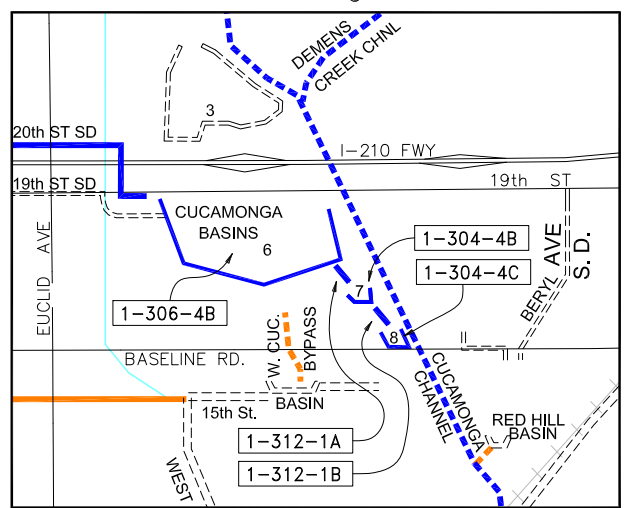 DEMENS
CREEK CHNL
3
20th ST SD
I-210 FWY
19th ST SD
19th ST
CUCAMONGA
BASINS
6
EUCLID AVE
1-304-4B
1-304-4C
BERYL AVE
S. D.
7
1-306-4B
8
BASELINE RD.
W. CUC.
BYPASS
BASIN
15th St.
CUCAMONGA
CHANNEL
RED HILL
BASIN
1-312-1A
1-312-1B
WEST